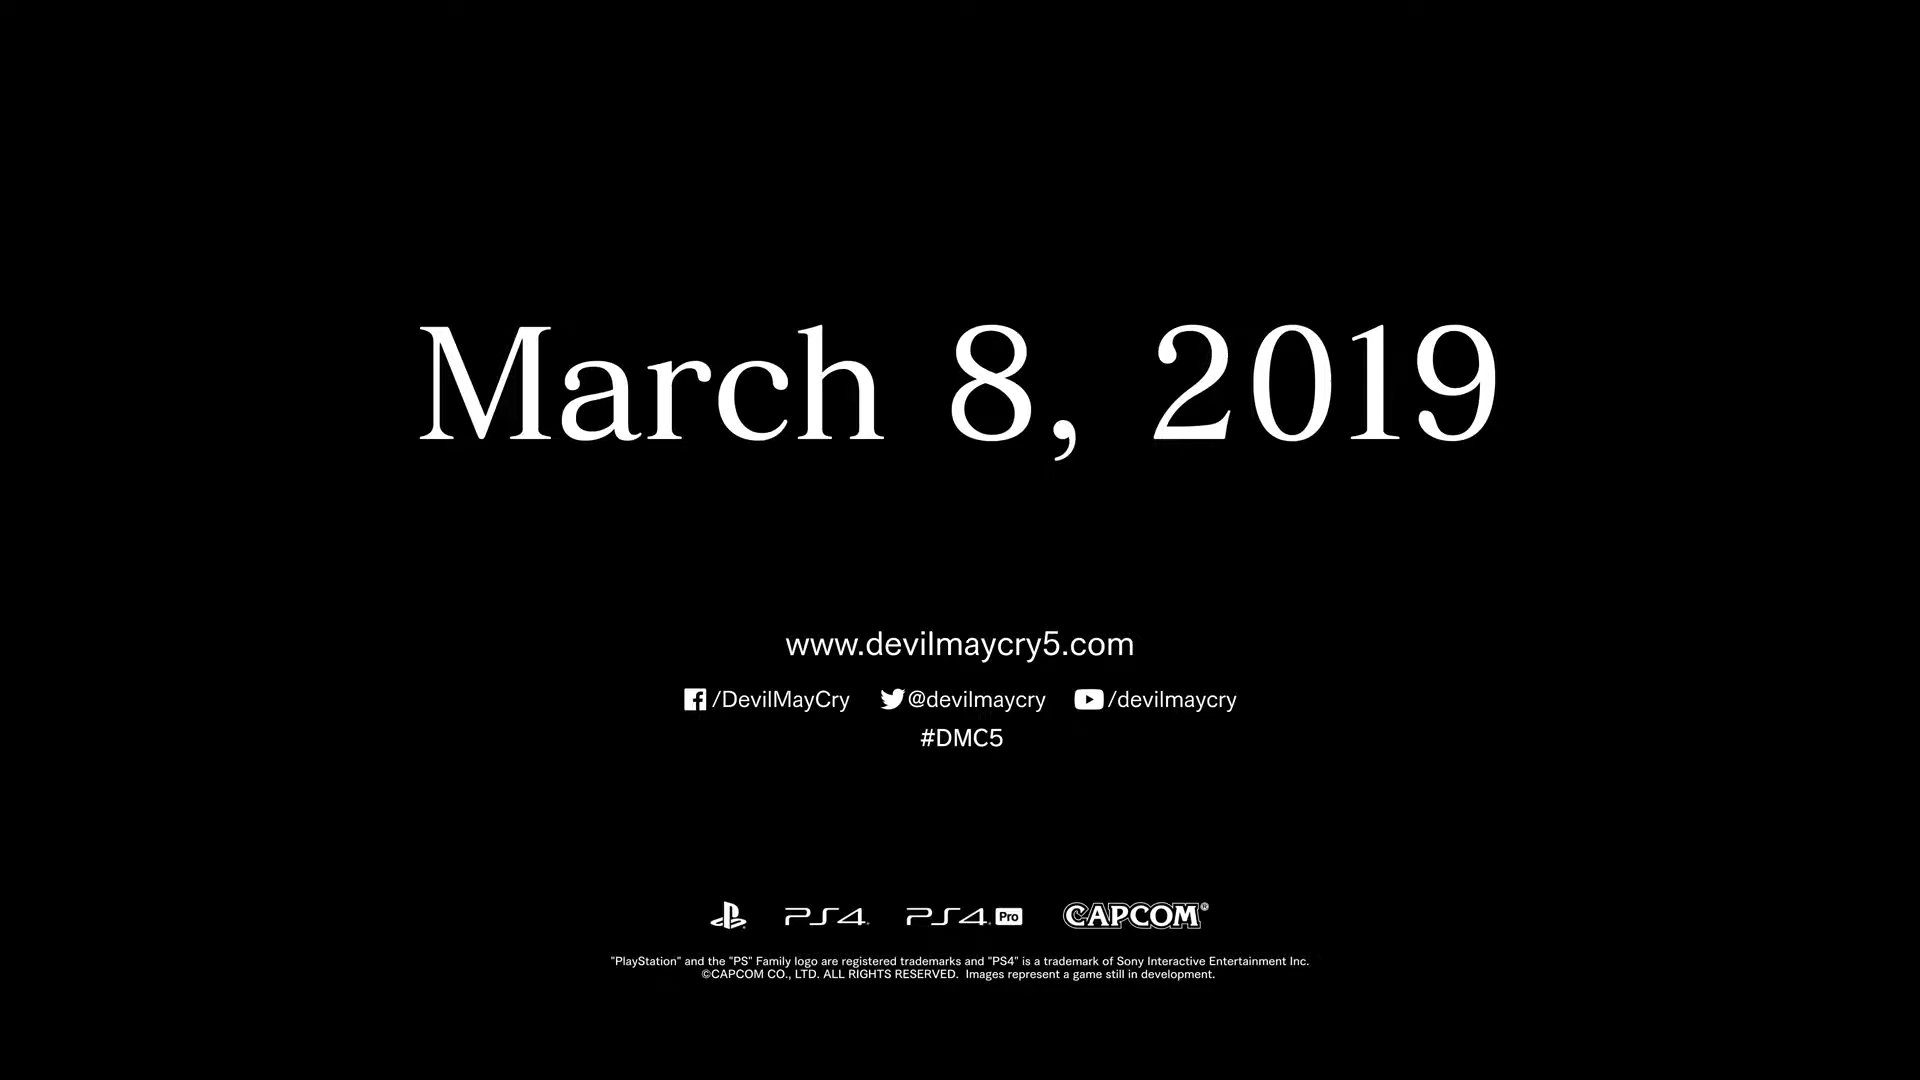 March 8, 2019
www.devilmaycry5.com
/DevilMayCry @devilmaycry /devilmaycry
#DMC5
PS4 PS4 Pro CAPCOM®
"PlayStation" and the "PS" Family logo are registered trademarks and "PS4" is a trademark of Sony Interactive Entertainment Inc.
©CAPCOM CO., LTD. ALL RIGHTS RESERVED. Images represent a game still in development.